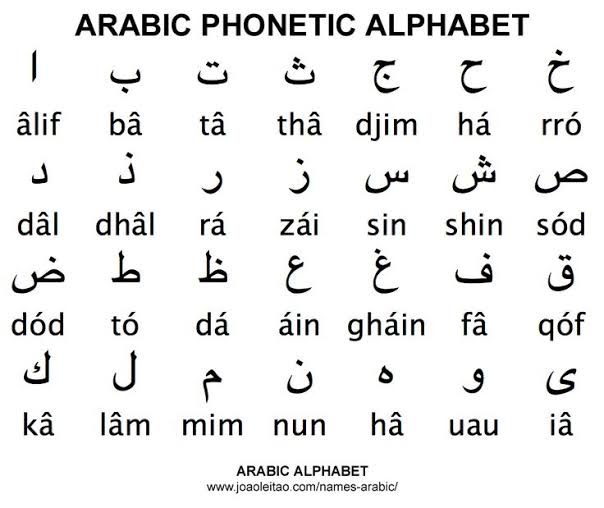 ARABIC PHONETIC ALPHABET
ا ب ت ث ج ح خ
âlif bâ tâ thâ djim há rró
د ذ ر ز س ش ص
dâl dhâl rá zái sin shin sód
ض ط ظ ع غ ف ق
dód tó dá áin gháin fâ qóf
ك ل م ن ه و ى
kâ lâm mim nun hâ uau iâ
ARABIC ALPHABET
www.joaoleitao.com/names-arabic/